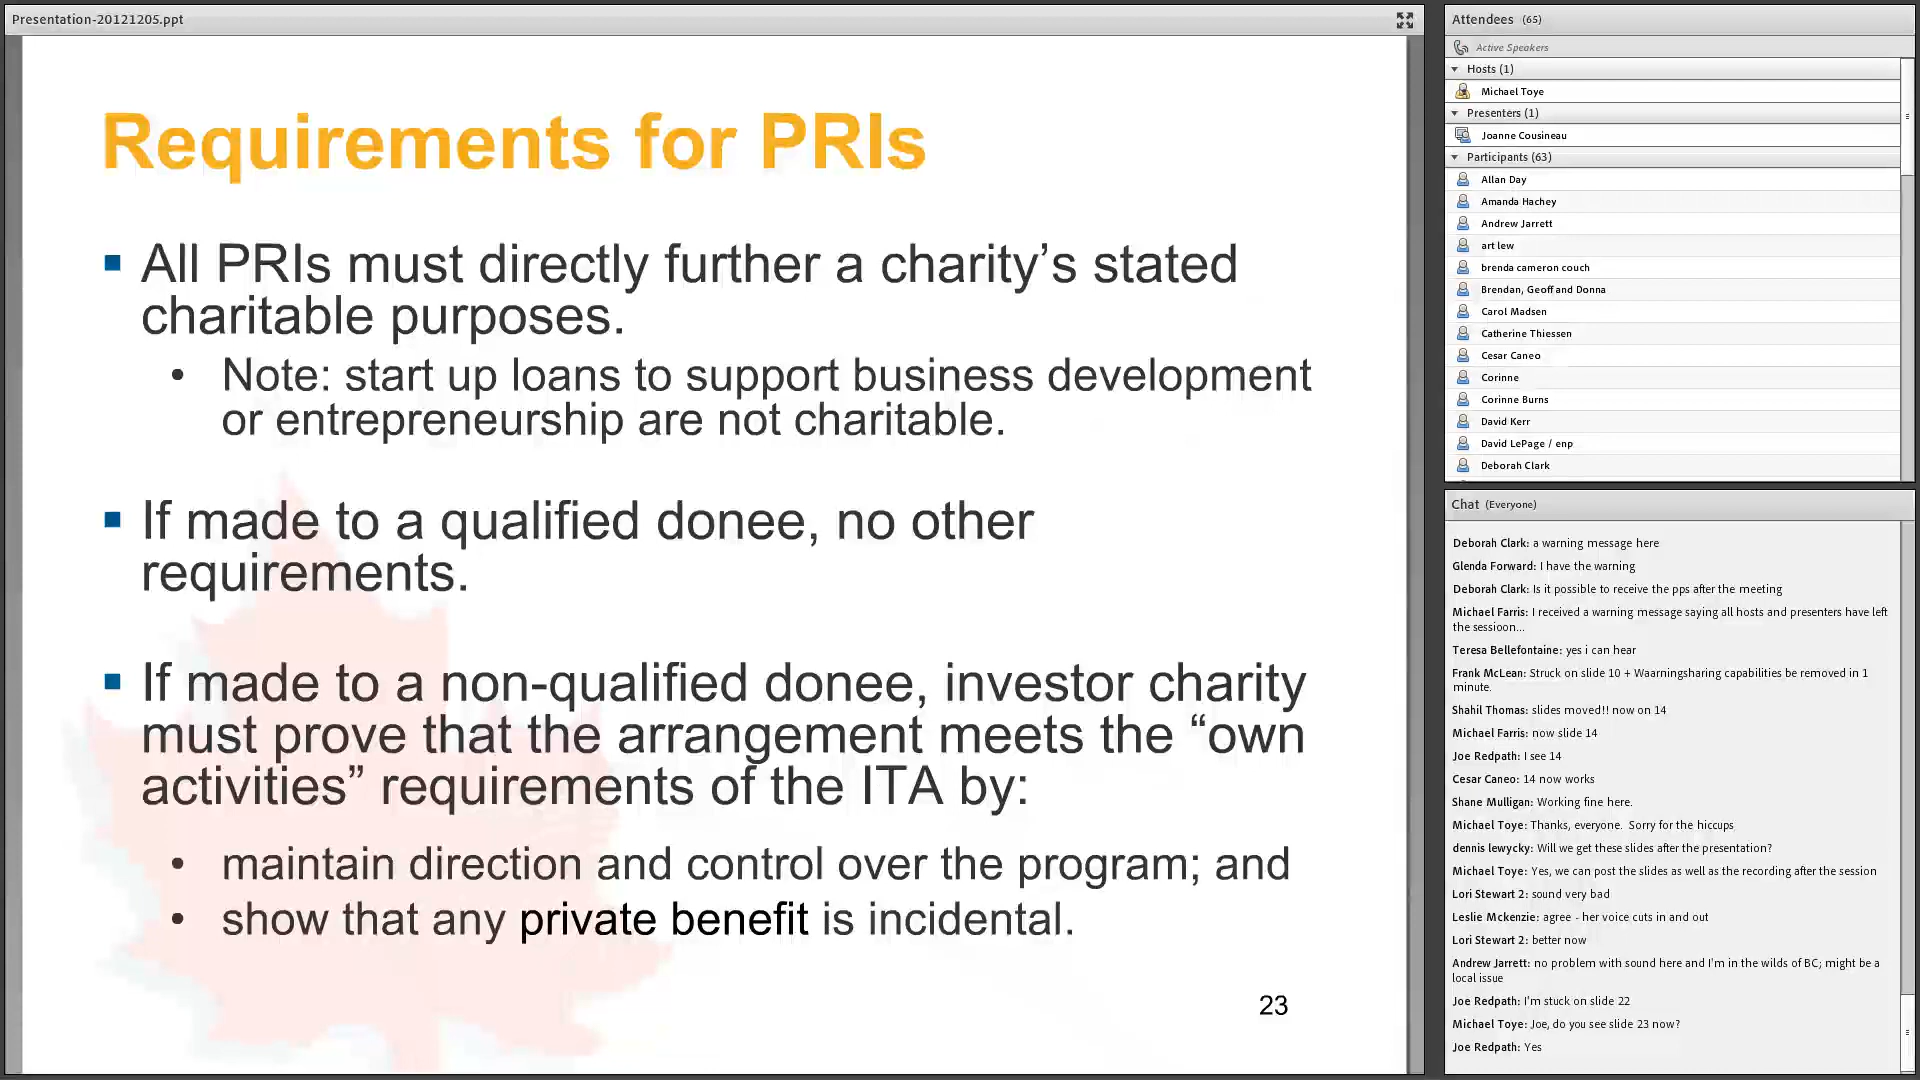 Presentation-20121205.ppt
Requirements for PRIs
All PRIs must directly further a charity’s stated
charitable purposes.
Note: start up loans to support business development
or entrepreneurship are not charitable.
If made to a qualified donee, no other
requirements.
If made to a non-qualified donee, investor charity
must prove that the arrangement meets the “own
activities” requirements of the ITA by:
maintain direction and control over the program; and
show that any private benefit is incidental.
23
Attendees (65)
Active Speakers
Hosts (1)
Michael Toye
Presenters (1)
Joanne Cousineau
Participants (63)
Allan Day
Amanda Hachey
Andrew Jarrett
art lew
brenda cameron couch
Brendan, Geoff and Donna
Carol Madsen
Catherine Thiessen
Cesar Caneo
Corinne
Corinne Burns
David Kerr
David LePage / enp
Deborah Clark
Chat (Everyone)
Deborah Clark: a warning message here
Glenda Forward: I have the warning
Deborah Clark: Is it possible to receive the pps after the meeting
Michael Farris: I received a warning message saying all hosts and presenters have left
the sessioon...
Teresa Bellefontaine: yes i can hear
Frank McLean: Struck on slide 10 + Waarningsharing capabilities be removed in 1
minute.
Shahil Thomas: slides moved!! now on 14
Michael Farris: now slide 14
Joe Redpath: I see 14
Cesar Caneo: 14 now works
Shane Mulligan: Working fine here.
Michael Toye: Thanks, everyone. Sorry for the hiccups
dennis lewycky: Will we get these slides after the presentation?
Michael Toye: Yes, we can post the slides as well as the recording after the session
Lori Stewart 2: sound very bad
Leslie Mckenzie: agree - her voice cuts in and out
Lori Stewart 2: better now
Andrew Jarrett: no problem with sound here and I'm in the wilds of BC; might be a
local issue
Joe Redpath: I'm stuck on slide 22
Michael Toye: Joe, do you see slide 23 now?
Joe Redpath: Yes